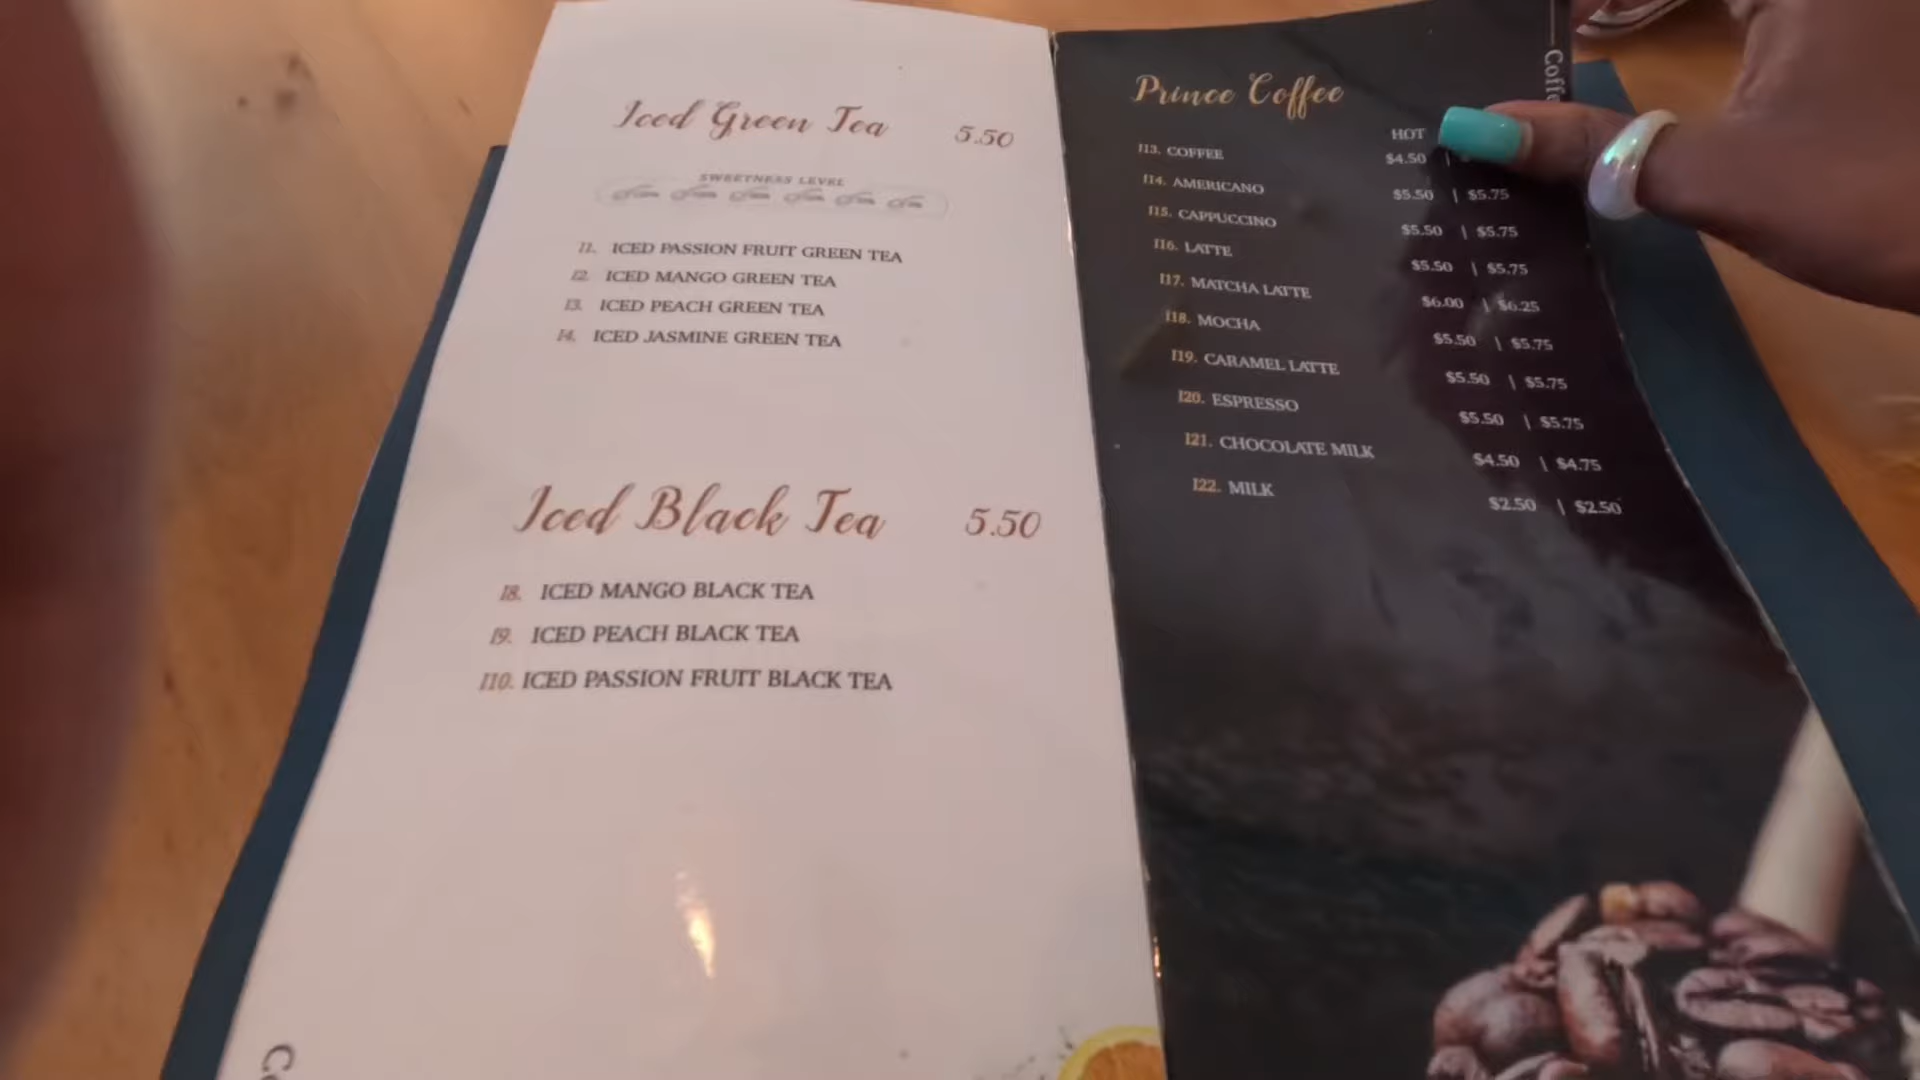 Iced Green Tea 5.50
SWEETNESS LEVEL
I1. ICED PASSION FRUIT GREEN TEA
I2. ICED MANGO GREEN TEA
I3. ICED PEACH GREEN TEA
I4. ICED JASMINE GREEN TEA
Iced Black Tea 5.50
I8. ICED MANGO BLACK TEA
I9. ICED PEACH BLACK TEA
I10. ICED PASSION FRUIT BLACK TEA
Prince Coffee
HOT
I13. COFFEE $4.50 |
I14. AMERICANO $5.50 | $5.75
I15. CAPPUCCINO $5.50 | $5.75
I16. LATTE $5.50 | $5.75
I17. MATCHA LATTE $6.00 | $6.25
I18. MOCHA $5.50 | $5.75
I19. CARAMEL LATTE $5.50 | $5.75
I20. ESPRESSO $5.50 | $5.75
I21. CHOCOLATE MILK $4.50 | $4.75
I22. MILK $2.50 | $2.50